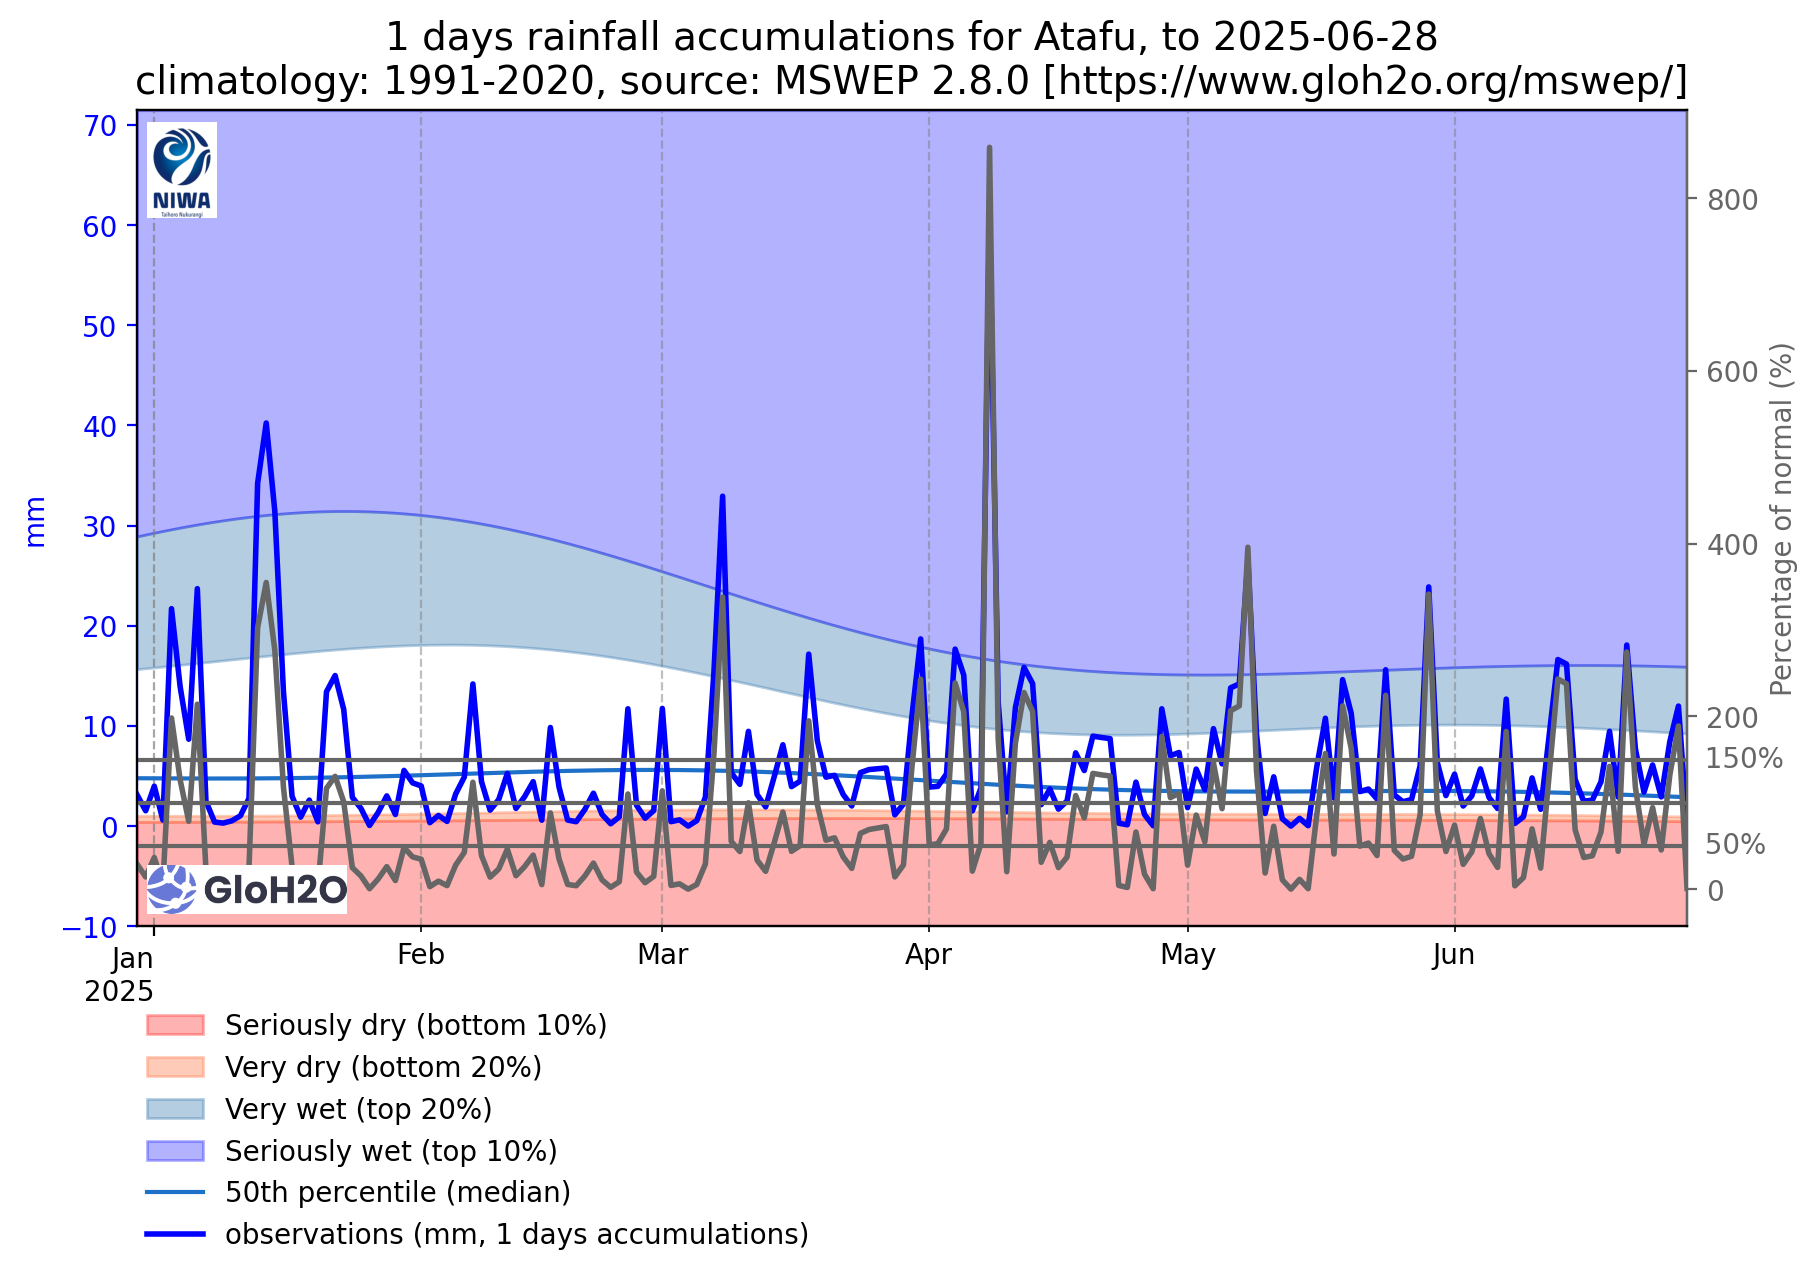 1 days rainfall accumulations for Atafu, to 2025-06-28
climatology: 1991-2020, source: MSWEP 2.8.0 [https://www.gloh2o.org/mswep/]
70
60
50
40
30
20
10
0
−10
mm
NIWA
Taihoro Nukurangi
GloH2O
800
600
400
200
150%
50%
0
Percentage of normal (%)
Jan
2025
Feb
Mar
Apr
May
Jun
Seriously dry (bottom 10%)
Very dry (bottom 20%)
Very wet (top 20%)
Seriously wet (top 10%)
50th percentile (median)
observations (mm, 1 days accumulations)